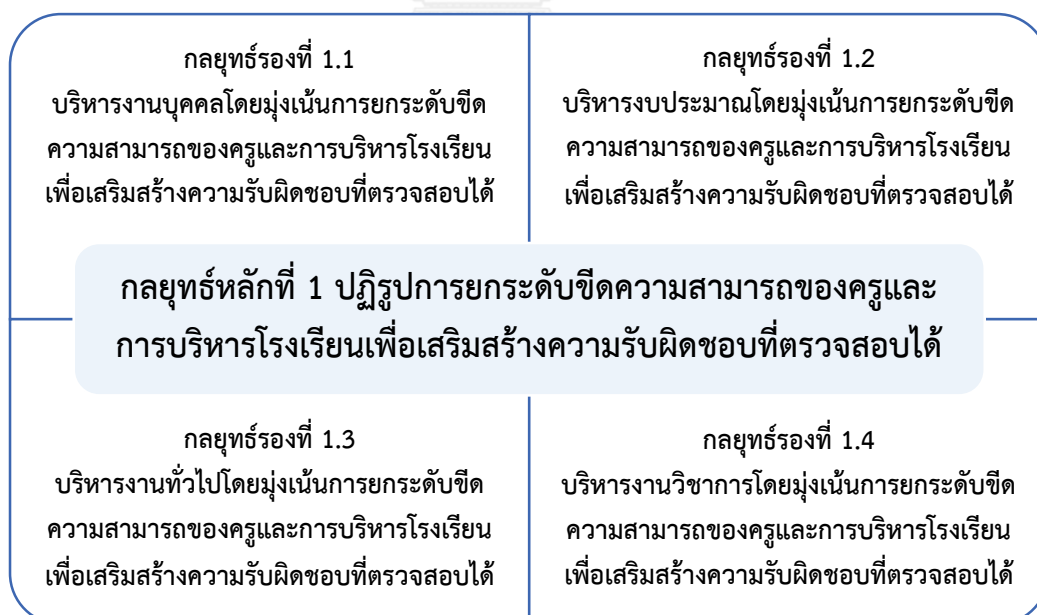 กลยุทธ์รองที่ 1.1
บริหารงานบุคคลโดยมุ่งเน้นการยกระดับขีด
ความสามารถของครูและการบริหารโรงเรียน
เพื่อเสริมสร้างความรับผิดชอบที่ตรวจสอบได้
กลยุทธ์รองที่ 1.2
บริหารงบประมาณโดยมุ่งเน้นการยกระดับขีด
ความสามารถของครูและการบริหารโรงเรียน
เพื่อเสริมสร้างความรับผิดชอบที่ตรวจสอบได้
กลยุทธ์หลักที่ 1 ปฏิรูปการยกระดับขีดความสามารถของครูและ
การบริหารโรงเรียนเพื่อเสริมสร้างความรับผิดชอบที่ตรวจสอบได้
กลยุทธ์รองที่ 1.3
บริหารงานทั่วไปโดยมุ่งเน้นการยกระดับขีด
ความสามารถของครูและการบริหารโรงเรียน
เพื่อเสริมสร้างความรับผิดชอบที่ตรวจสอบได้
กลยุทธ์รองที่ 1.4
บริหารงานวิชาการโดยมุ่งเน้นการยกระดับขีด
ความสามารถของครูและการบริหารโรงเรียน
เพื่อเสริมสร้างความรับผิดชอบที่ตรวจสอบได้